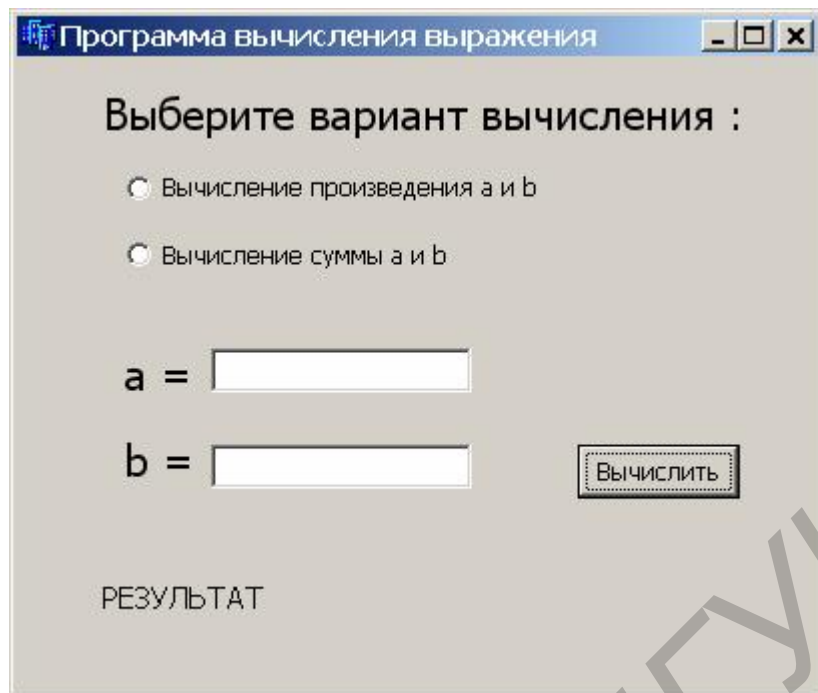 Программа вычисления выражения
Выберите вариант вычисления :
Вычисление произведения a и b
Вычисление суммы a и b
a =
b =
Вычислить
РЕЗУЛЬТАТ